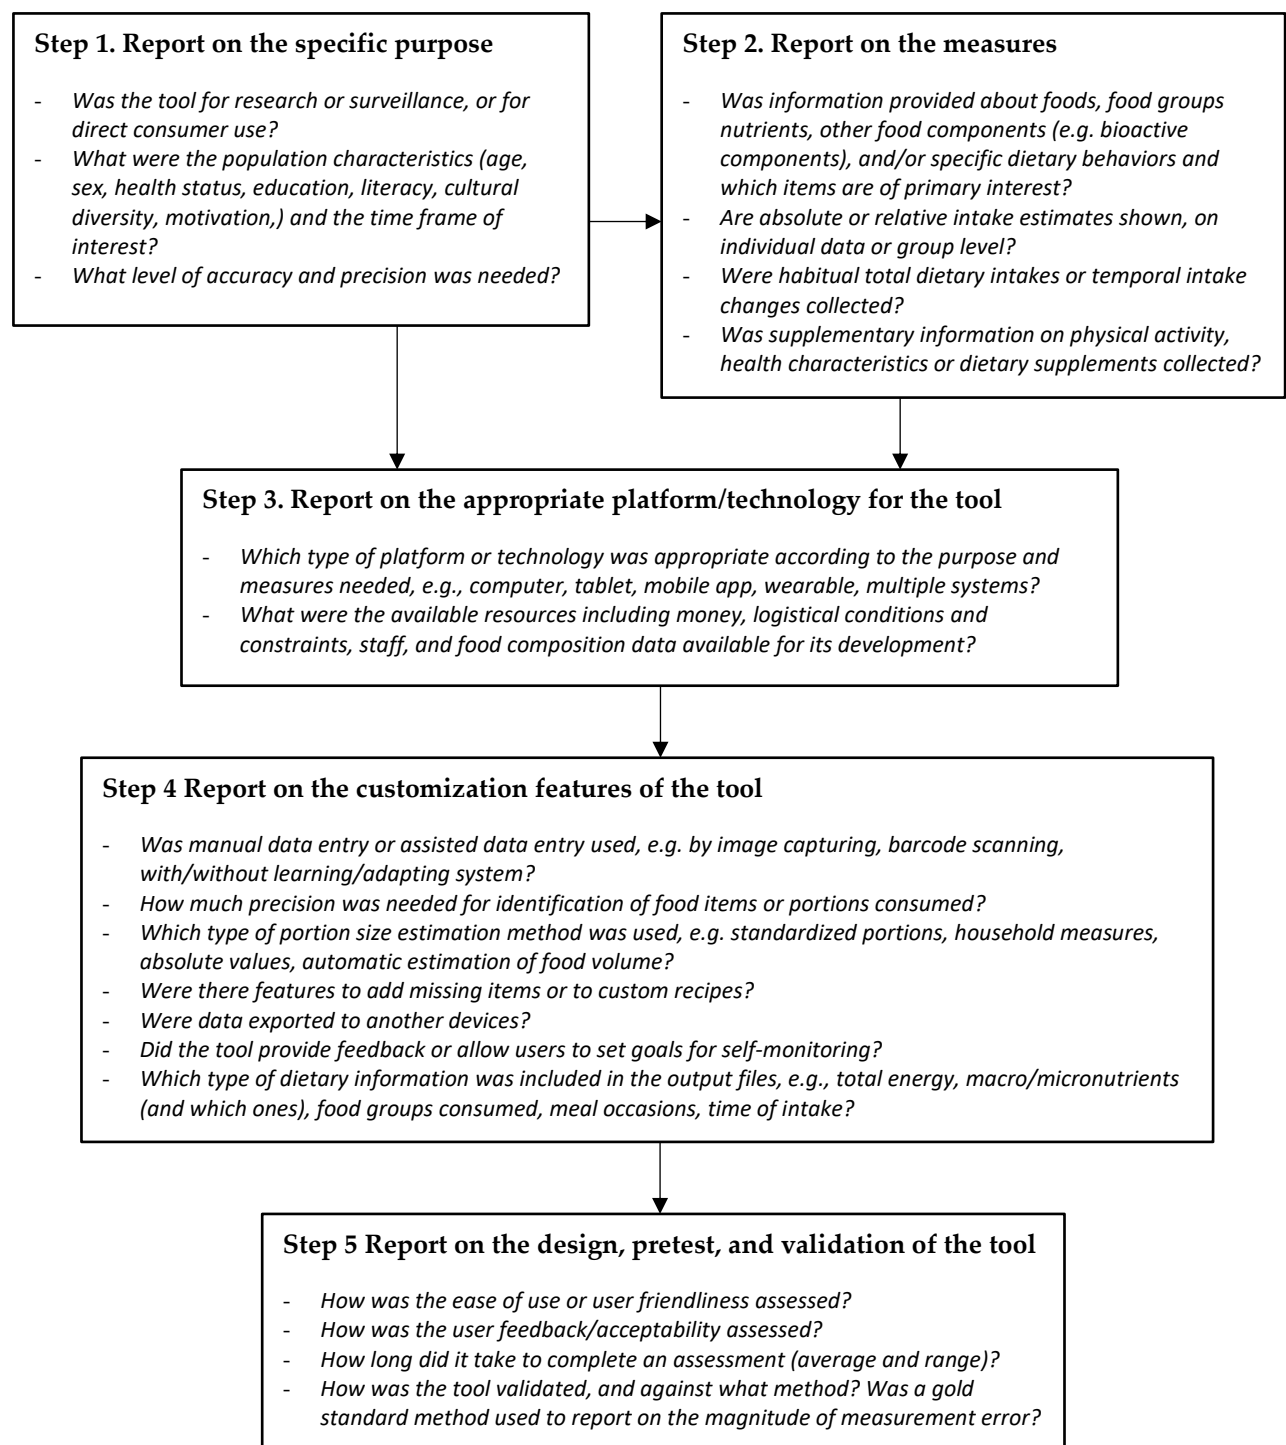 Step 1. Report on the specific purpose
- Was the tool for research or surveillance, or for
direct consumer use?
- What were the population characteristics (age,
sex, health status, education, literacy, cultural
diversity, motivation,) and the time frame of
interest?
- What level of accuracy and precision was needed?
Step 2. Report on the measures
- Was information provided about foods, food groups
nutrients, other food components (e.g. bioactive
components), and/or specific dietary behaviors and
which items are of primary interest?
- Are absolute or relative intake estimates shown, on
individual data or group level?
- Were habitual total dietary intakes or temporal intake
changes collected?
- Was supplementary information on physical activity,
health characteristics or dietary supplements collected?
Step 3. Report on the appropriate platform/technology for the tool
- Which type of platform or technology was appropriate according to the purpose and
measures needed, e.g., computer, tablet, mobile app, wearable, multiple systems?
- What were the available resources including money, logistical conditions and
constraints, staff, and food composition data available for its development?
Step 4 Report on the customization features of the tool
- Was manual data entry or assisted data entry used, e.g. by image capturing, barcode scanning,
with/without learning/adapting system?
- How much precision was needed for identification of food items or portions consumed?
- Which type of portion size estimation method was used, e.g. standardized portions, household measures,
absolute values, automatic estimation of food volume?
- Were there features to add missing items or to custom recipes?
- Were data exported to another devices?
- Did the tool provide feedback or allow users to set goals for self-monitoring?
- Which type of dietary information was included in the output files, e.g., total energy, macro/micronutrients
(and which ones), food groups consumed, meal occasions, time of intake?
Step 5 Report on the design, pretest, and validation of the tool
- How was the ease of use or user friendliness assessed?
- How was the user feedback/acceptability assessed?
- How long did it take to complete an assessment (average and range)?
- How was the tool validated, and against what method? Was a gold
standard method used to report on the magnitude of measurement error?